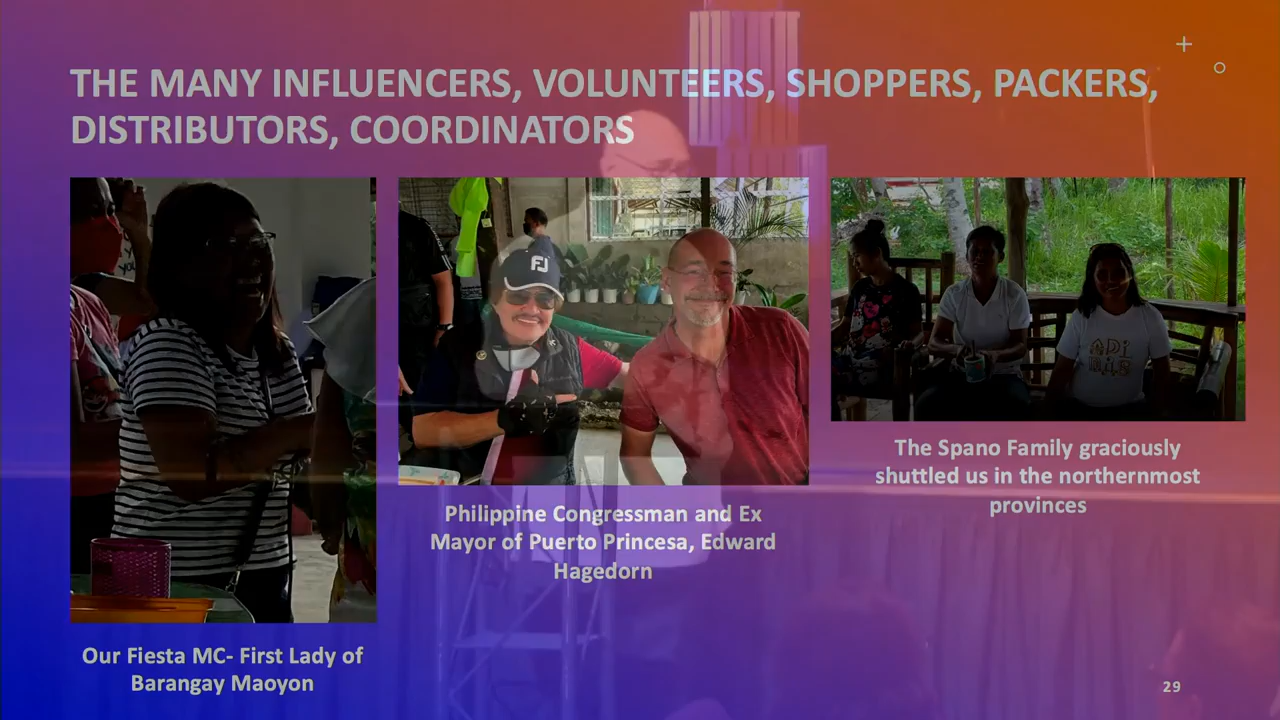 THE MANY INFLUENCERS, VOLUNTEERS, SHOPPERS, PACKERS,
DISTRIBUTORS, COORDINATORS
FJ
The Spano Family graciously
shuttled us in the northernmost
provinces
Philippine Congressman and Ex
Mayor of Puerto Princesa, Edward
Hagedorn
Our Fiesta MC- First Lady of
Barangay Maoyon
29